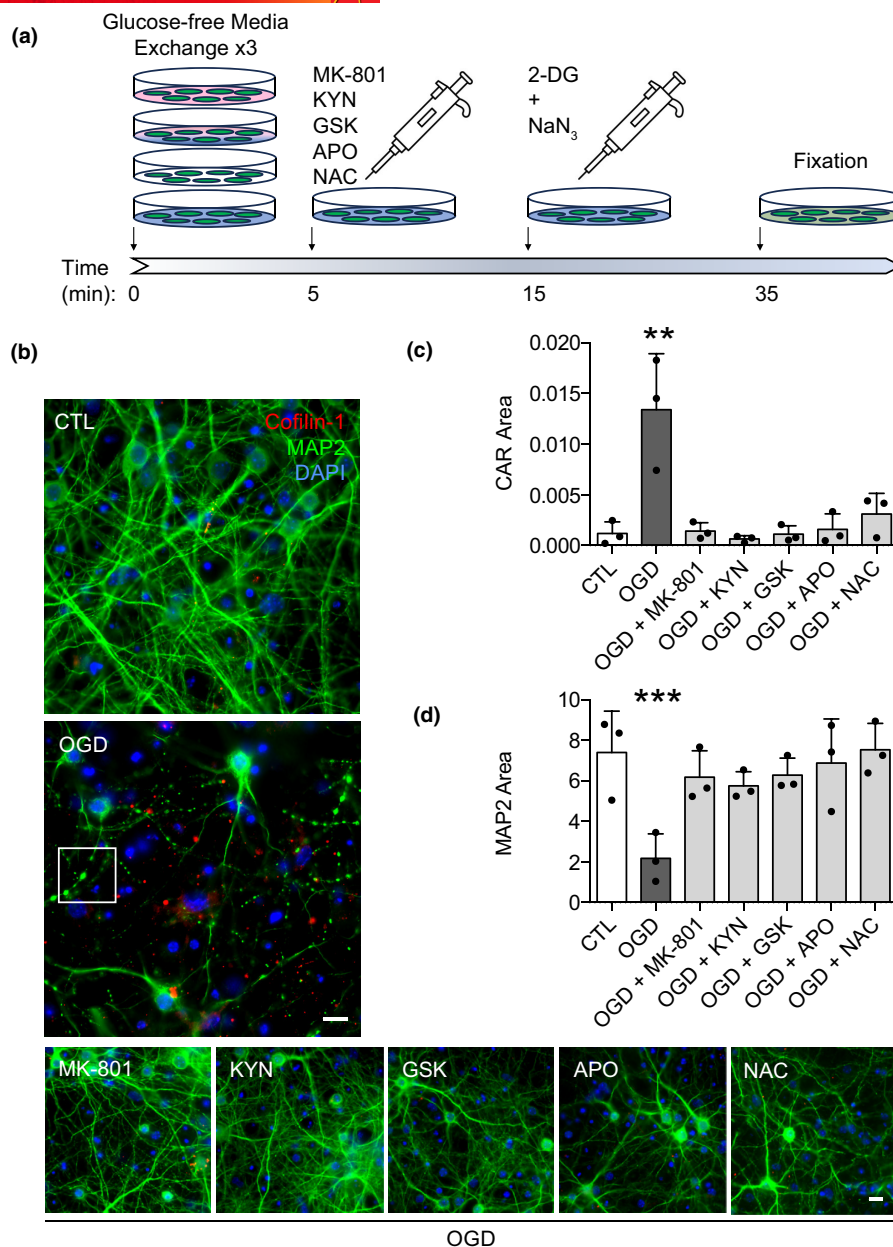 (a)
Glucose-free Media
Exchange x3
MK-801
KYN
GSK
APO
NAC
2-DG
+
NaN₃
Fixation
Time
(min): 0 5 15 35
(b)
CTL
Cofilin-1
MAP2
DAPI
OGD
(c)
CAR Area
0.020
0.015
0.010
0.005
0.000
**
CTL
OGD
OGD + MK-801
OGD + KYN
OGD + GSK
OGD + APO
OGD + NAC
(d)
MAP2 Area
10
8
6
4
2
0
***
CTL
OGD
OGD + MK-801
OGD + KYN
OGD + GSK
OGD + APO
OGD + NAC
MK-801 KYN GSK APO NAC
OGD